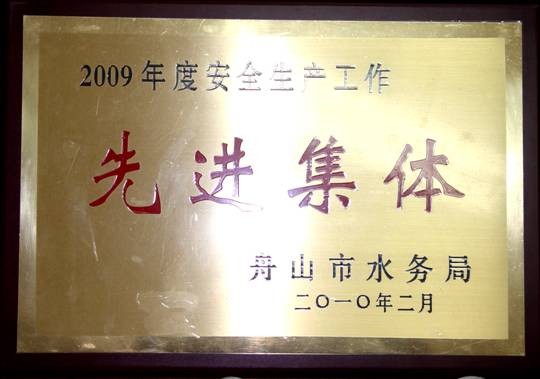 2009年度安全生产工作
先进集体
舟山市水务局
二〇一〇年二月